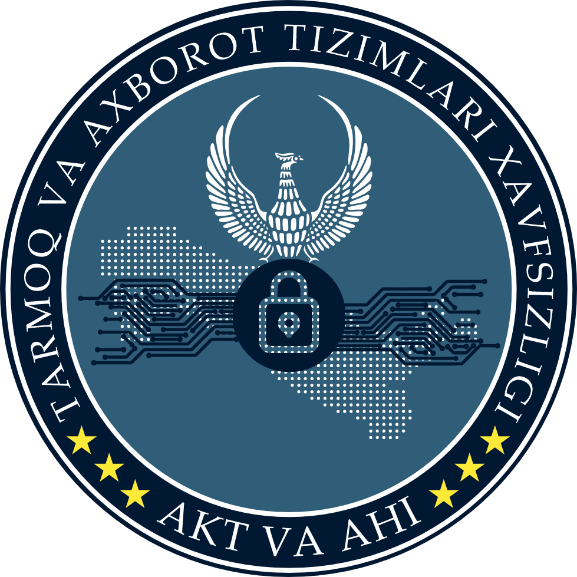 TARMOQ VA AXBOROT TIZIMLARI XAVFSIZLIGI
AKT VA AHI